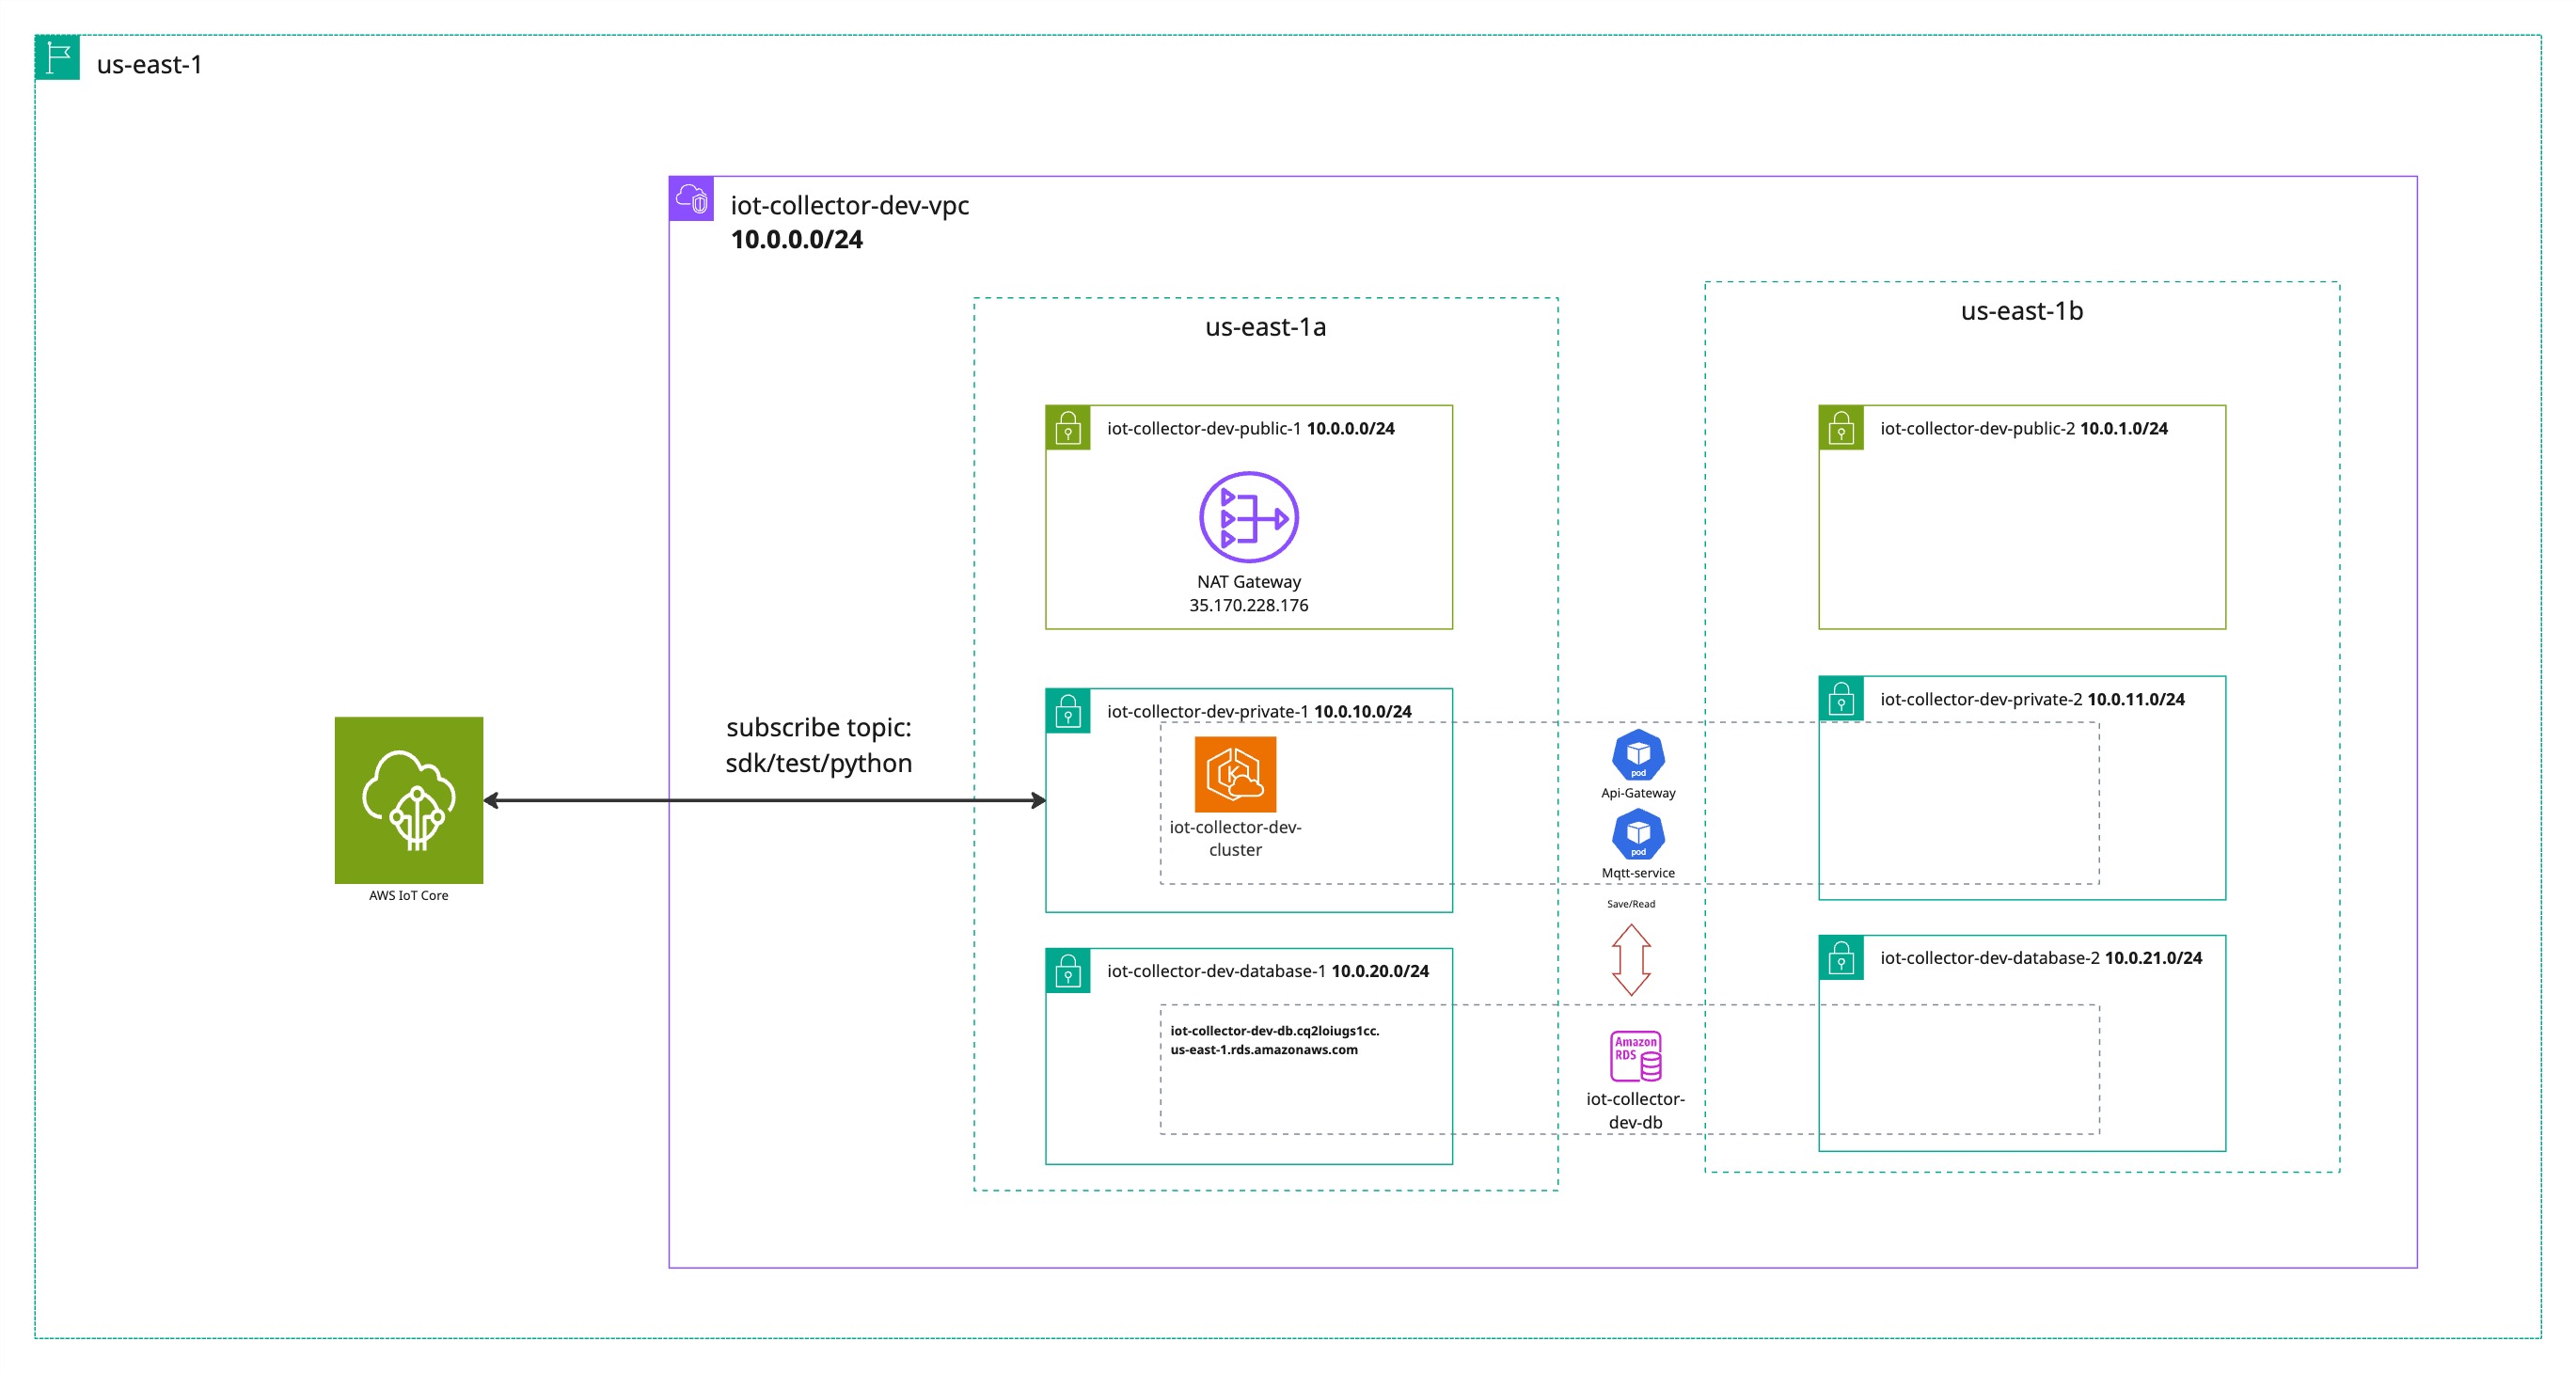 us-east-1
iot-collector-dev-vpc
10.0.0.0/24
us-east-1a
us-east-1b
iot-collector-dev-public-1 10.0.0.0/24
NAT Gateway
35.170.228.176
iot-collector-dev-public-2 10.0.1.0/24
subscribe topic:
sdk/test/python
AWS IoT Core
iot-collector-dev-private-1 10.0.10.0/24
K
iot-collector-dev-
cluster
pod
Api-Gateway
pod
Mqtt-service
iot-collector-dev-private-2 10.0.11.0/24
Save/Read
iot-collector-dev-database-1 10.0.20.0/24
iot-collector-dev-db.cq2loiugs1cc.
us-east-1.rds.amazonaws.com
Amazon
RDS
iot-collector-
dev-db
iot-collector-dev-database-2 10.0.21.0/24